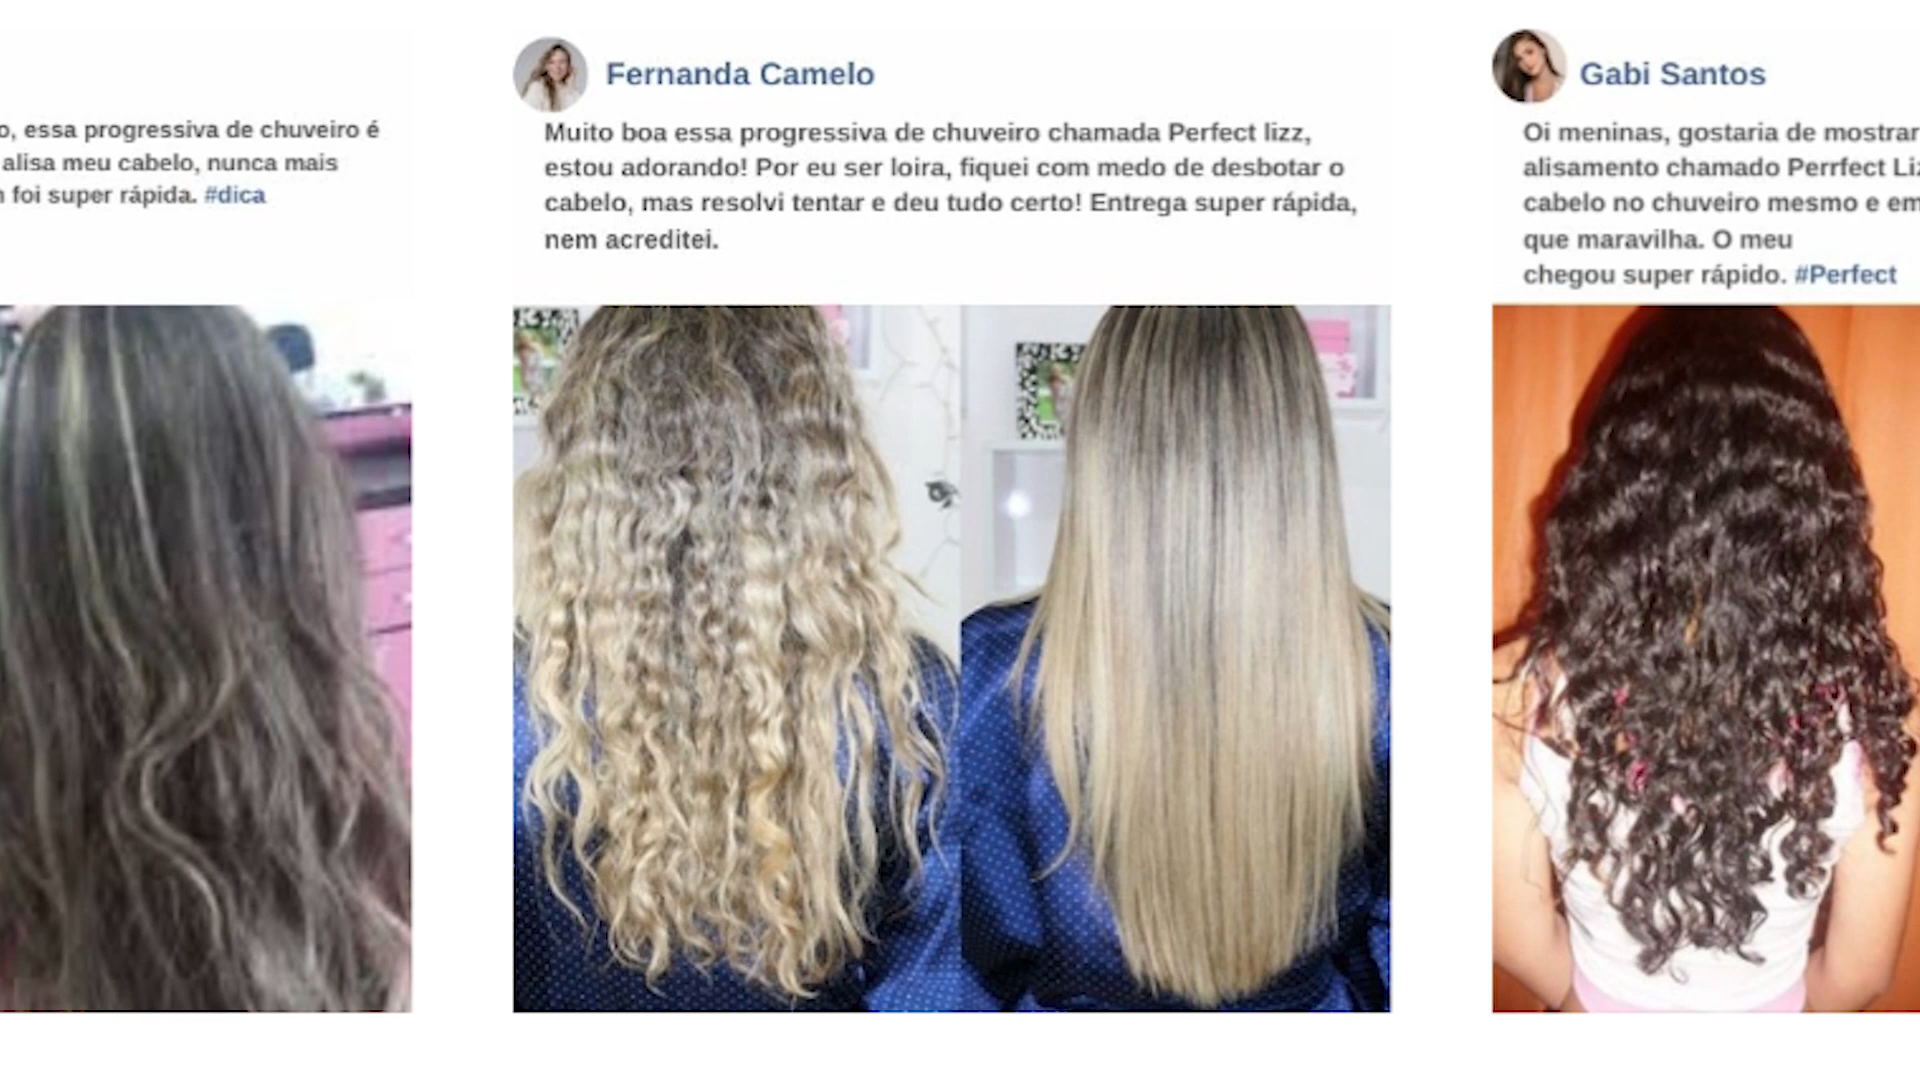 o, essa progressiva de chuveiro é
alisa meu cabelo, nunca mais
foi super rápida. #dica
Fernanda Camelo
Muito boa essa progressiva de chuveiro chamada Perfect lizz,
estou adorando! Por eu ser loira, fiquei com medo de desbotar o
cabelo, mas resolvi tentar e deu tudo certo! Entrega super rápida,
nem acreditei.
Gabi Santos
Oi meninas, gostaria de mostrar
alisamento chamado Perrfect Liz
cabelo no chuveiro mesmo e em
que maravilha. O meu
chegou super rápido. #Perfect